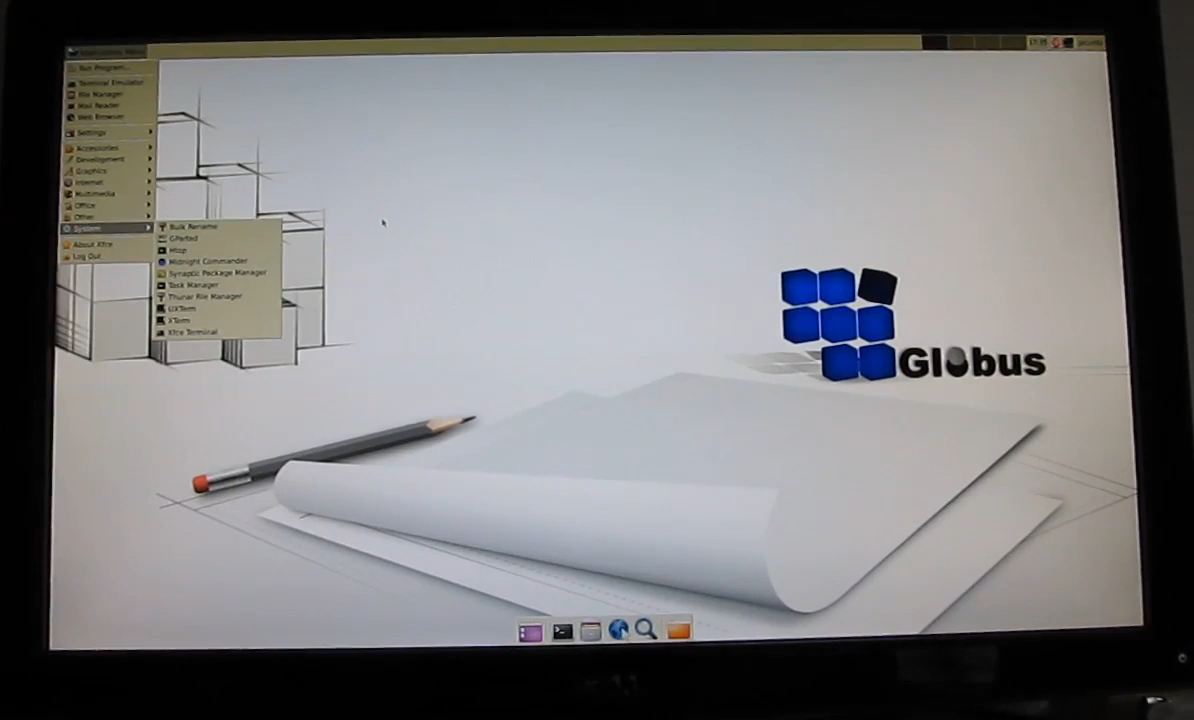 Applications Menu
Run Program...
Terminal Emulator
File Manager
Mail Reader
Web Browser
Settings
Accessories
Development
Graphics
Internet
Multimedia
Office
Other
System
About Xfce
Log Out
Bulk Rename
GParted
Htop
Midnight Commander
Synaptic Package Manager
Task Manager
Thunar File Manager
UXTerm
XTerm
Xfce Terminal
Globus